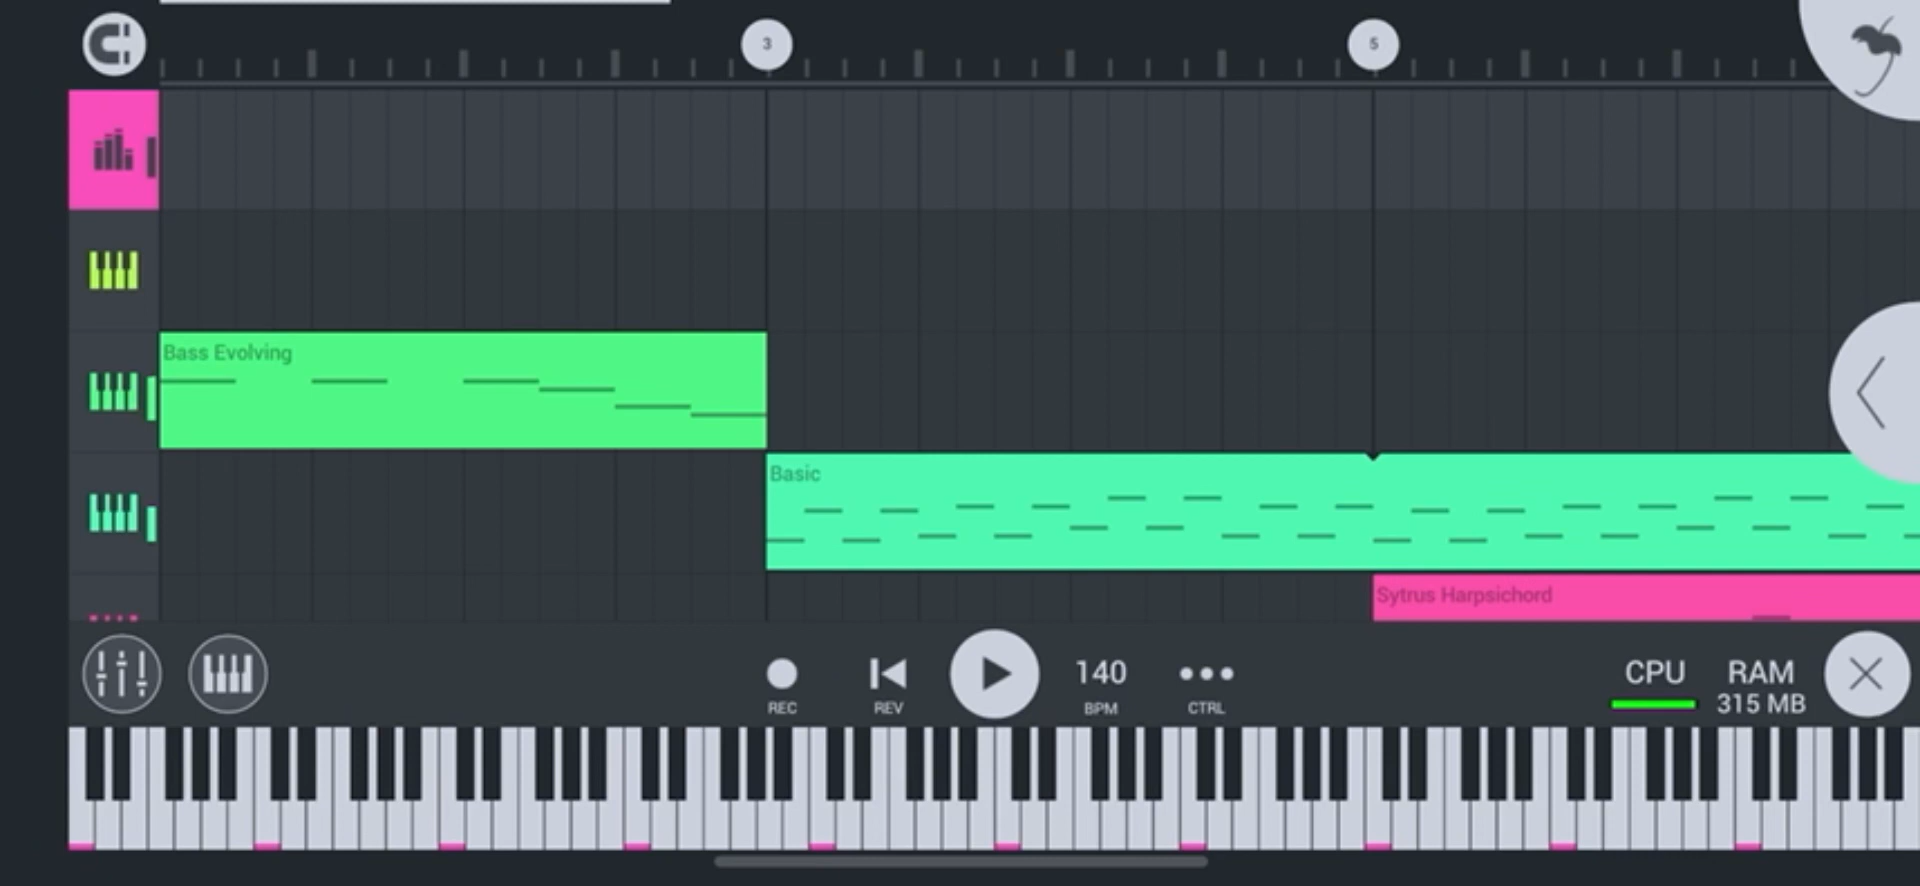 3
5
Bass Evolving
Basic
Sytrus Harpsichord
140
CPU
RAM
315 MB
REC
REV
BPM
CTRL